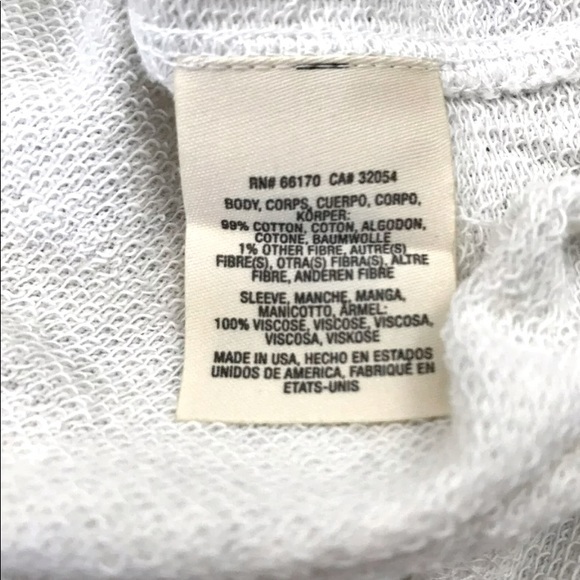 RN# 66170 CA# 32054
BODY, CORPS, CUERPO, CORPO,
KÖRPER:
99% COTTON, COTON, ALGODON,
COTONE, BAUMWOLLE
1% OTHER FIBRE, AUTRE(S)
FIBRE(S), OTRA(S) FIBRA(S), ALTRE
FIBRE, ANDEREN FIBRE
SLEEVE, MANCHE, MANGA,
MANICOTTO, ÄRMEL:
100% VISCOSE, VISCOSE, VISCOSA,
VISCOSA, VISKOSE
MADE IN USA, HECHO EN ESTADOS
UNIDOS DE AMERICA, FABRIQUÉ EN
ETATS-UNIS